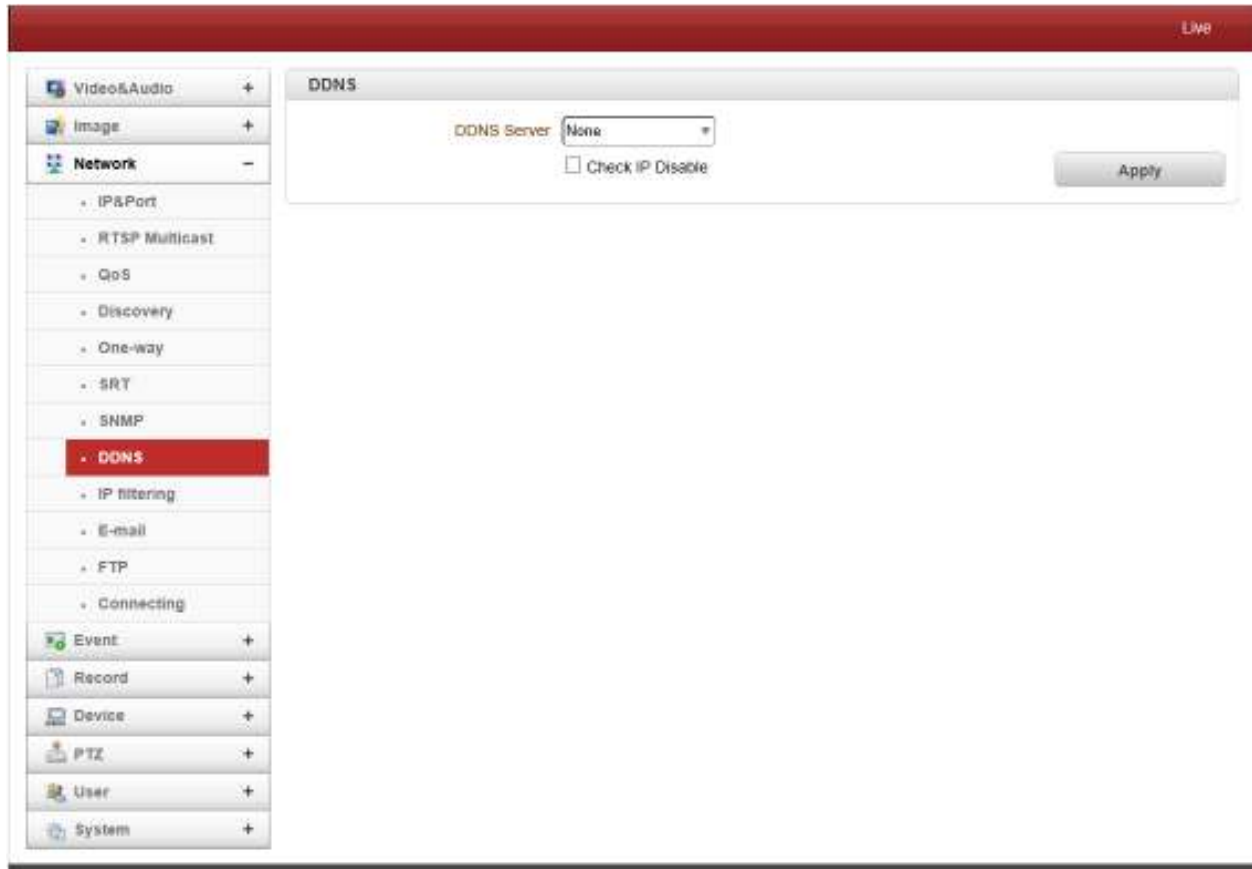 Live
Video&Audio +
Image +
Network −
IP&Port
RTSP Multicast
QoS
Discovery
One-way
SRT
SNMP
DDNS
IP filtering
E-mail
FTP
Connecting
Event +
Record +
Device +
PTZ +
User +
System +
DDNS
DDNS Server None
Check IP Disable
Apply